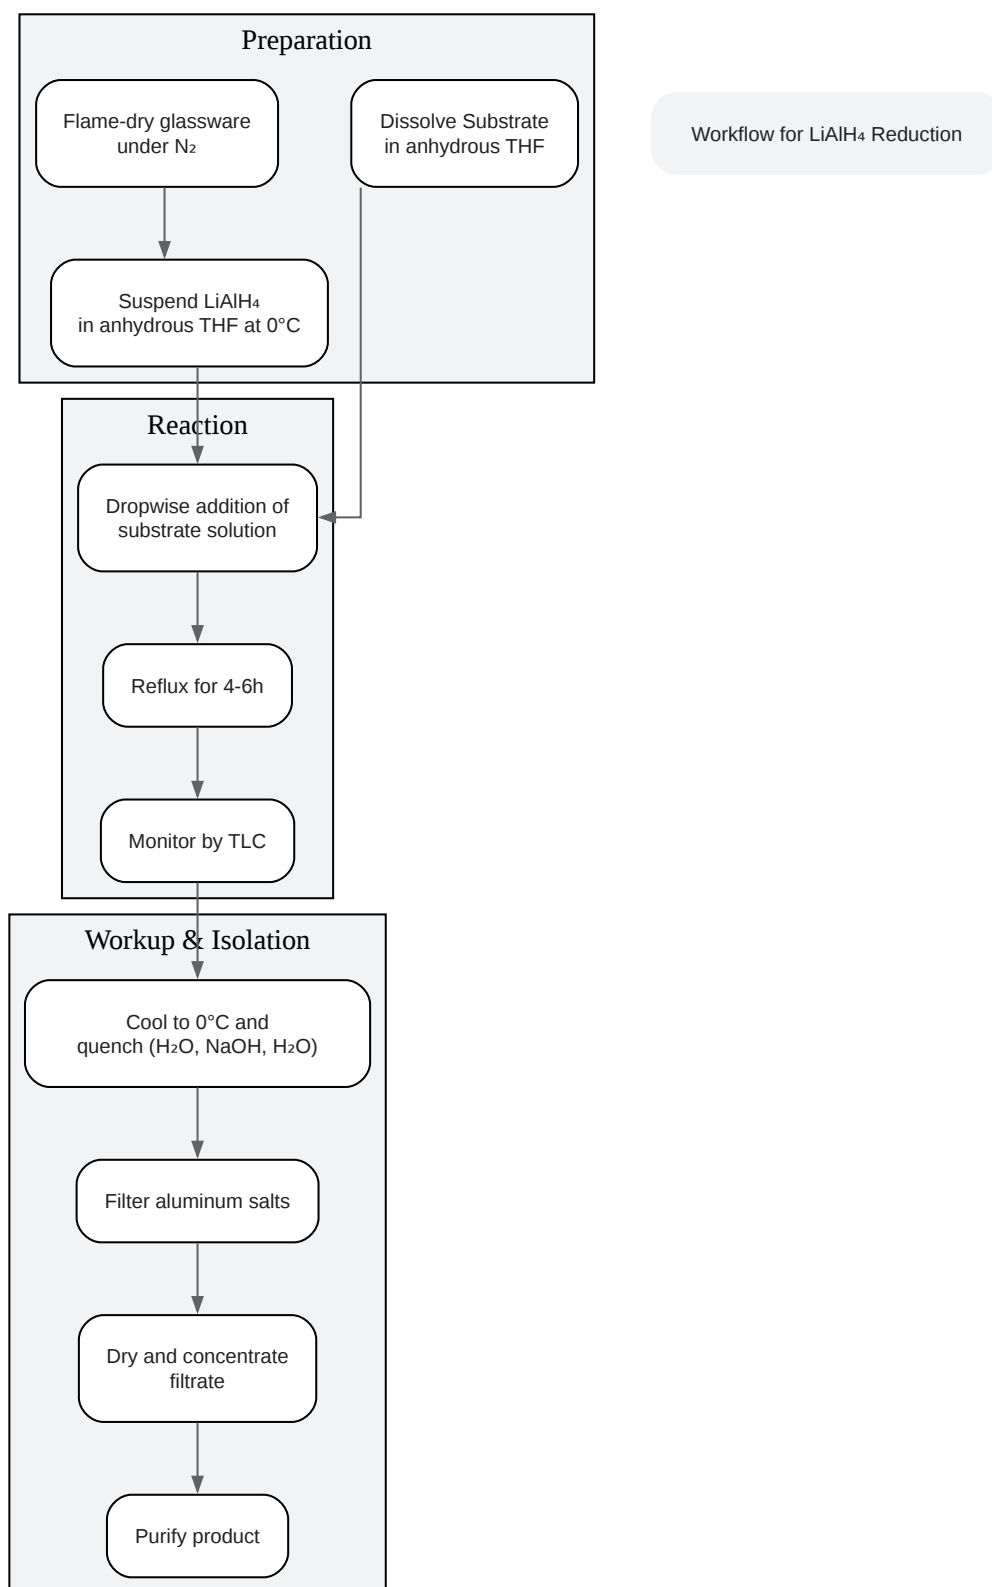 Preparation
Flame-dry glassware
under N₂
Dissolve Substrate
in anhydrous THF
Workflow for LiAlH₄ Reduction
Suspend LiAlH₄
in anhydrous THF at 0°C
Reaction
Dropwise addition of
substrate solution
Reflux for 4-6h
Monitor by TLC
Workup & Isolation
Cool to 0°C and
quench (H₂O, NaOH, H₂O)
Filter aluminum salts
Dry and concentrate
filtrate
Purify product